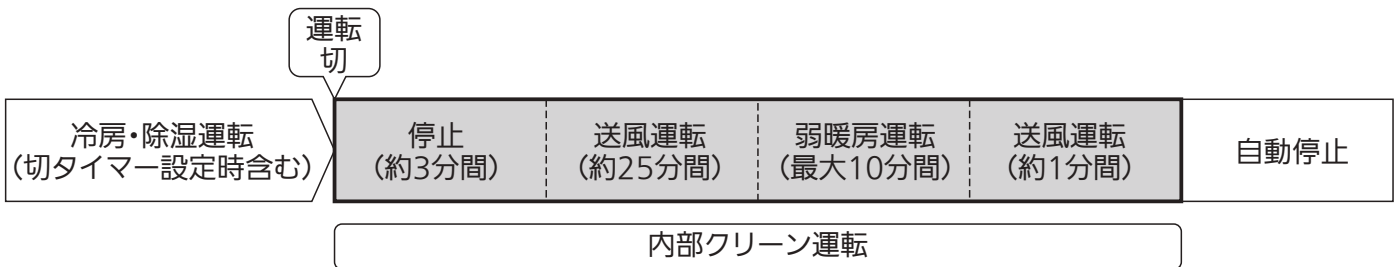 運転
切
冷房・除湿運転
(切タイマー設定時含む)
停止
(約3分間)
送風運転
(約25分間)
弱暖房運転
(最大10分間)
送風運転
(約1分間)
自動停止
内部クリーン運転